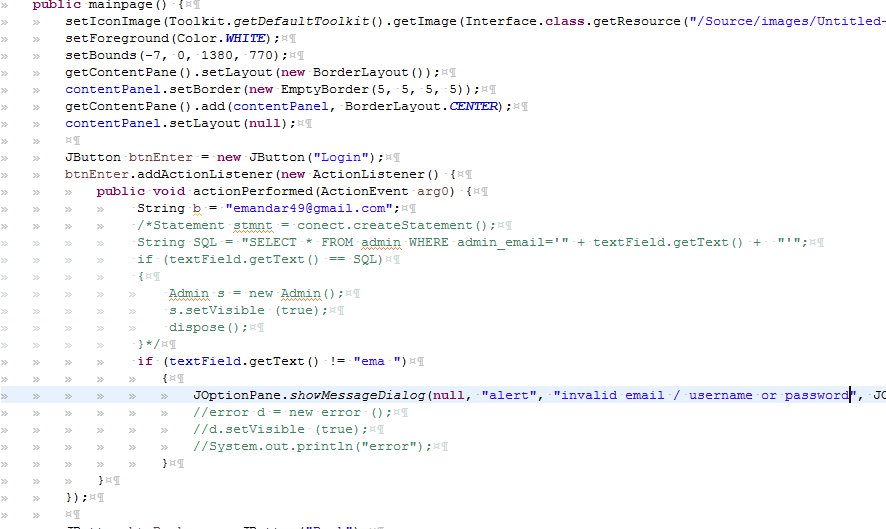 public mainpage() {
setIconImage(Toolkit.getDefaultToolkit().getImage(Interface.class.getResource("/Source/images/Untitled-
setForeground(Color.WHITE);
setBounds(-7, 0, 1380, 770);
getContentPane().setLayout(new BorderLayout());
contentPanel.setBorder(new EmptyBorder(5, 5, 5, 5));
getContentPane().add(contentPanel, BorderLayout.CENTER);
contentPanel.setLayout(null);
JButton btnEnter = new JButton("Login");
btnEnter.addActionListener(new ActionListener() {
public void actionPerformed(ActionEvent arg0) {
String b = "emandar49@gmail.com";
/*Statement stmnt = conect.createStatement();
String SQL = "SELECT * FROM admin WHERE admin_email='" + textField.getText() +  "'";
if (textField.getText() == SQL)
{
Admin s = new Admin();
s.setVisible (true);
dispose();
}*/
if (textField.getText() != "ema ")
{
JOptionPane.showMessageDialog(null, "alert", "invalid email / username or password", JO
//error d = new error ();
//d.setVisible (true);
//System.out.println("error");
}
}
});